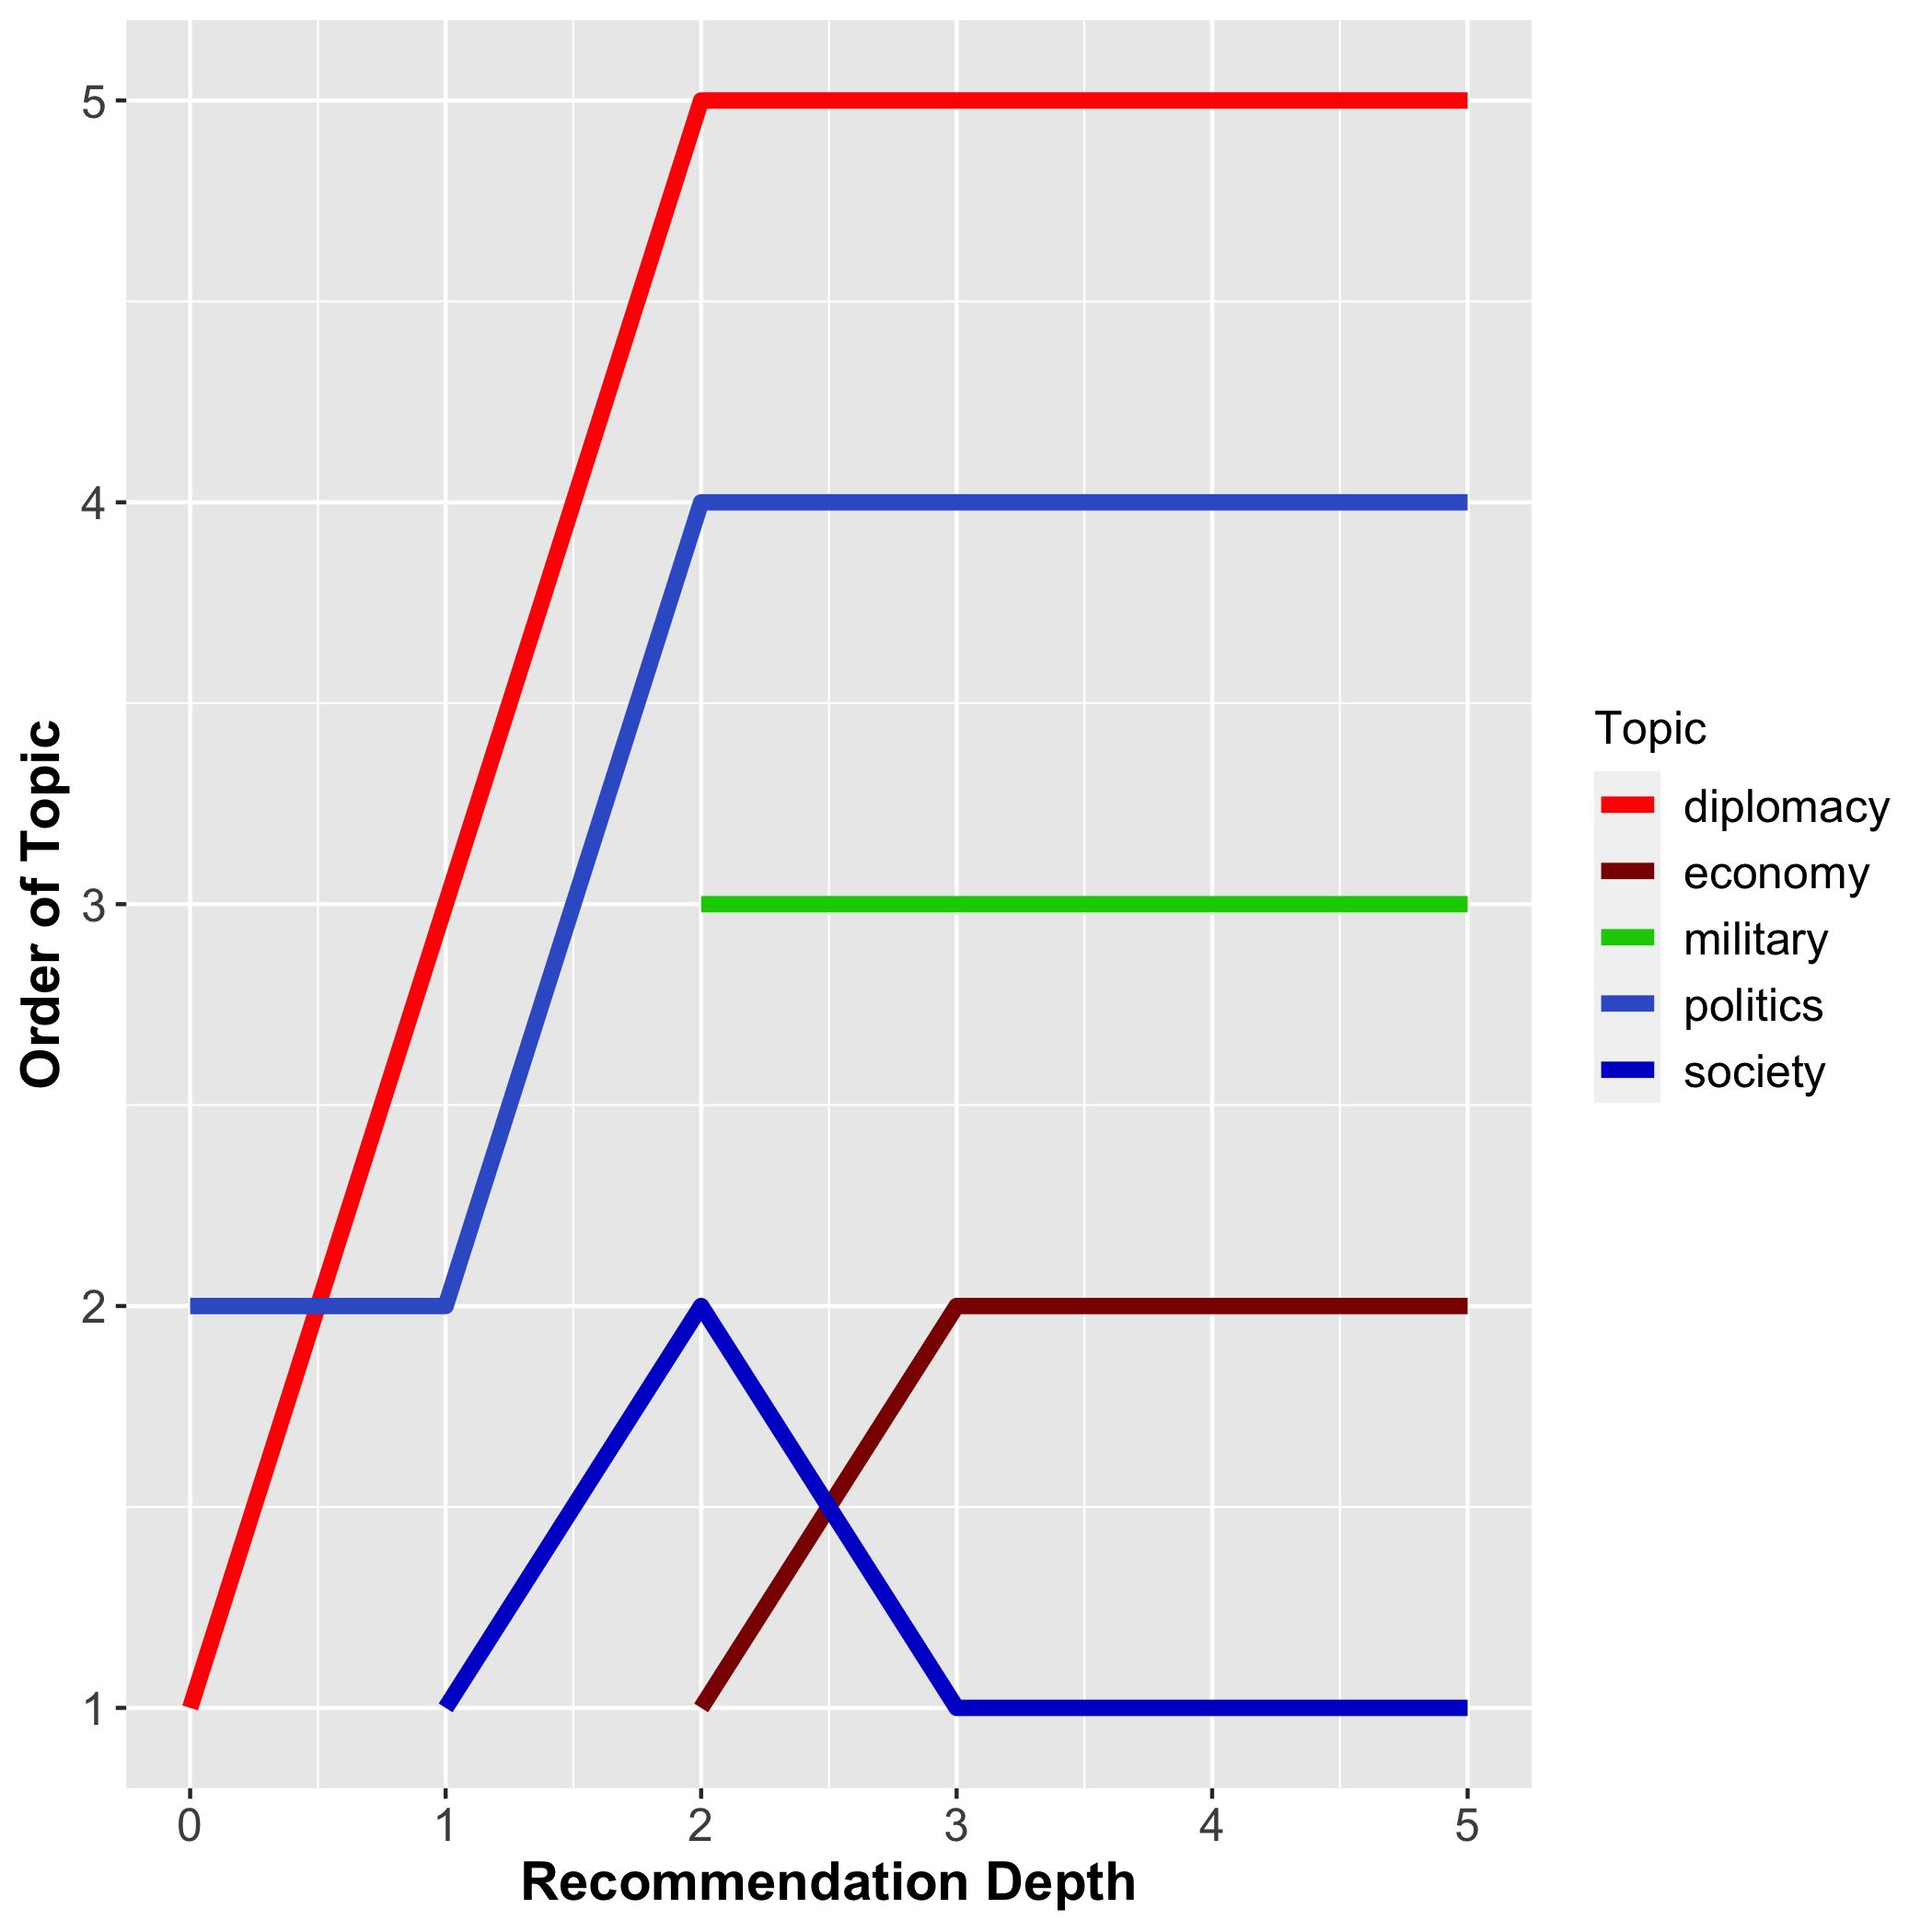 Order of Topic
5
4
3
2
1
0 1 2 3 4 5
Recommendation Depth
Topic
diplomacy
economy
military
politics
society